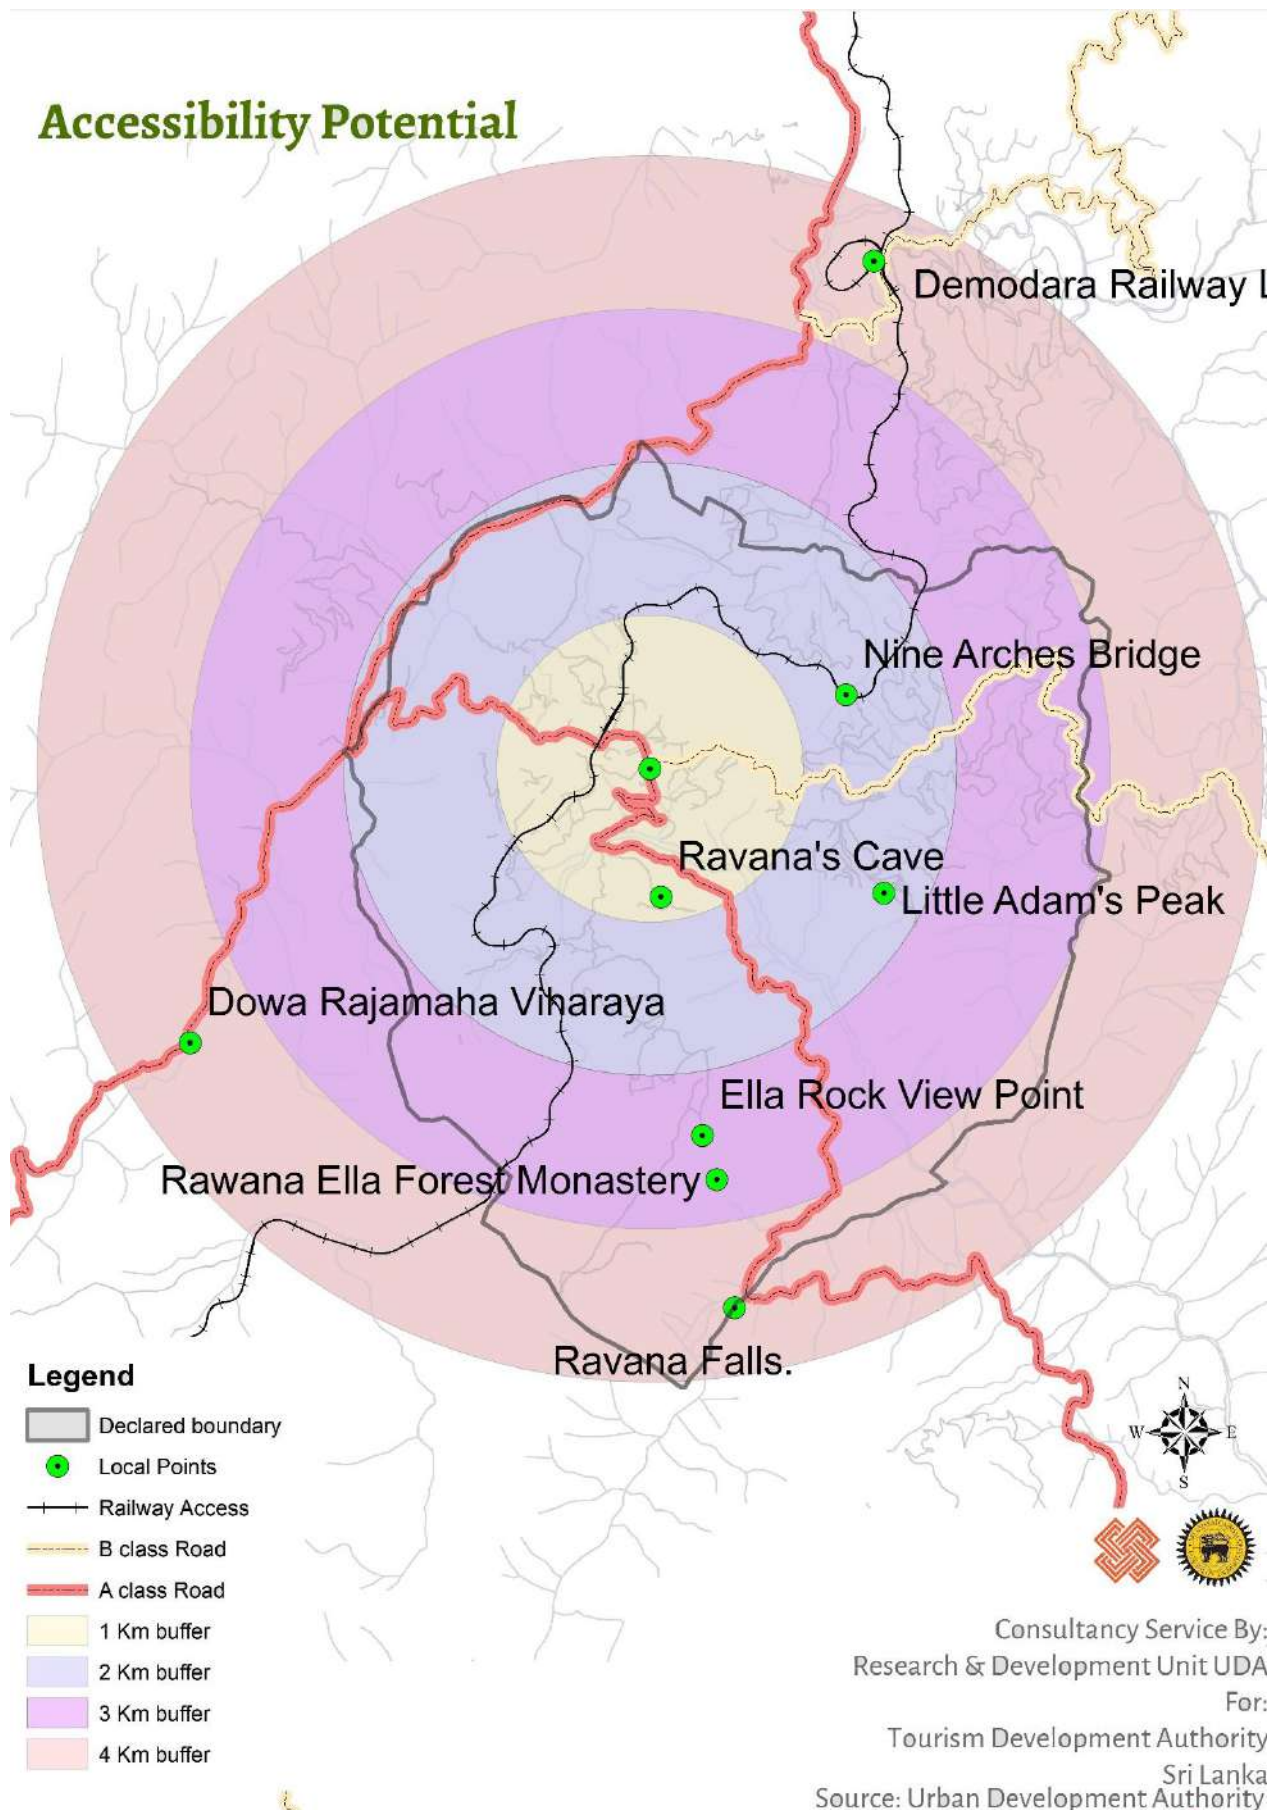 Accessibility Potential
Demodara Railway L
Nine Arches Bridge
Ravana's Cave
Little Adam's Peak
Dowa Rajamaha Viharaya
Ella Rock View Point
Rawana Ella Forest Monastery
Ravana Falls.
Legend
Declared boundary
Local Points
Railway Access
B class Road
A class Road
1 Km buffer
2 Km buffer
3 Km buffer
4 Km buffer
N
W E
S
Consultancy Service By:
Research & Development Unit UDA
For:
Tourism Development Authority
Sri Lanka
Source: Urban Development Authority